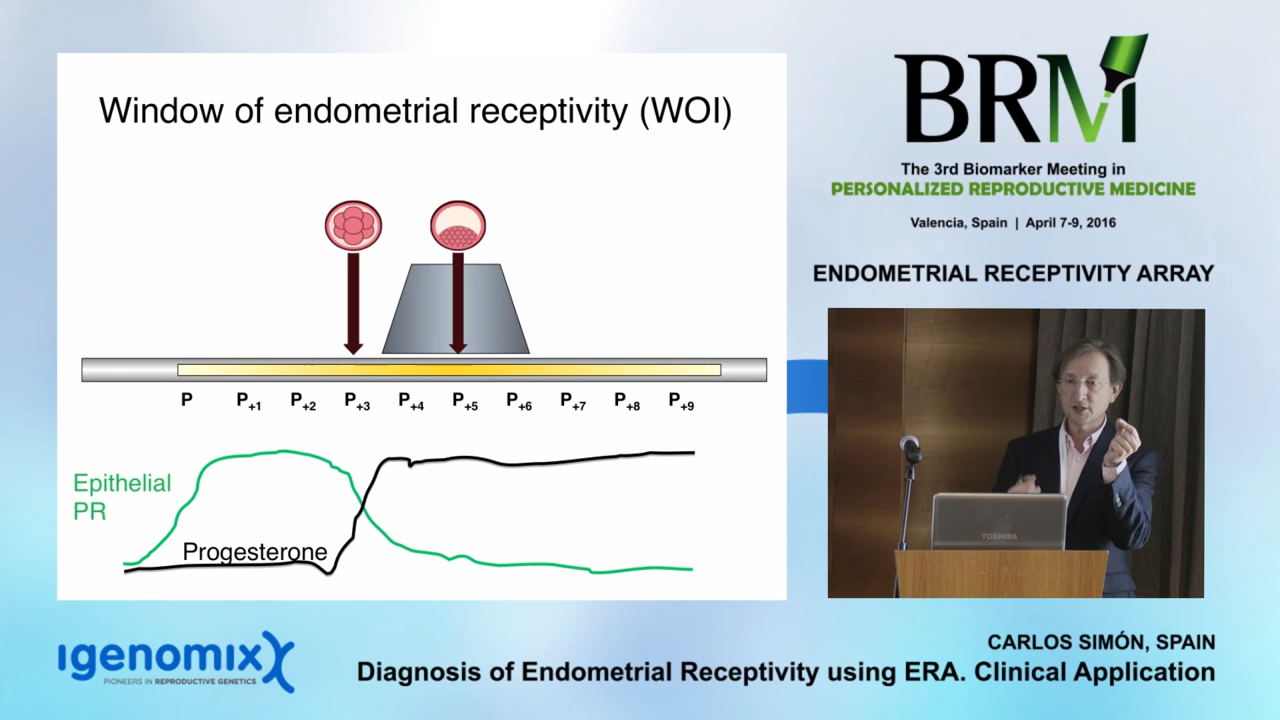 Window of endometrial receptivity (WOI)
P P+1 P+2 P+3 P+4 P+5 P+6 P+7 P+8 P+9
Epithelial
PR
Progesterone
BRM
The 3rd Biomarker Meeting in
PERSONALIZED REPRODUCTIVE MEDICINE
Valencia, Spain | April 7-9, 2016
ENDOMETRIAL RECEPTIVITY ARRAY
TOSHIBA
igenomix
PIONEERS IN REPRODUCTIVE GENETICS
CARLOS SIMÓN, SPAIN
Diagnosis of Endometrial Receptivity using ERA. Clinical Application